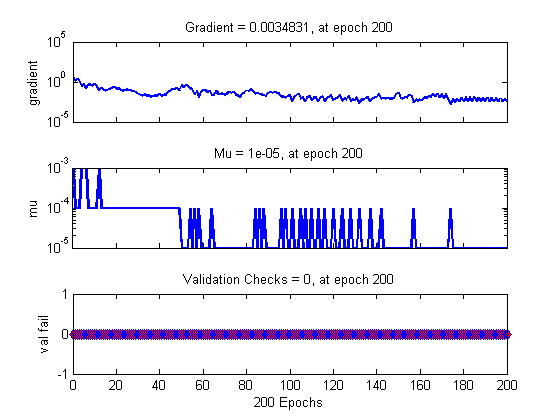 Gradient = 0.0034831, at epoch 200
10^5
10^0
10^-5
gradient
Mu = 1e-05, at epoch 200
10^-3
10^-4
10^-5
mu
Validation Checks = 0, at epoch 200
1
0
-1
val fail
0 20 40 60 80 100 120 140 160 180 200
200 Epochs